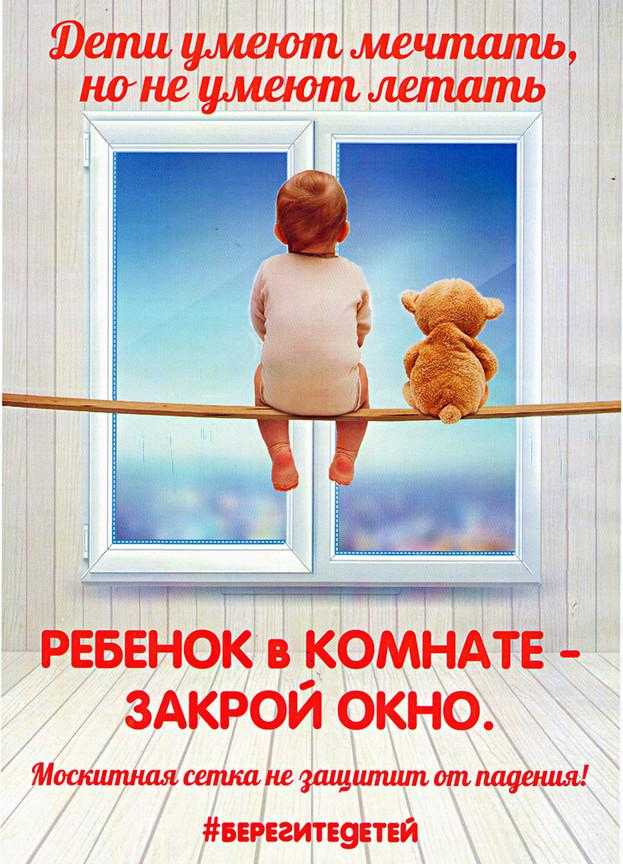 Дети умеют мечтать,
но не умеют летать
РЕБЕНОК в КОМНАТЕ -
ЗАКРОЙ ОКНО.
Москитная сетка не защитит от падения!
#БЕРЕГИТЕДЕТЕЙ